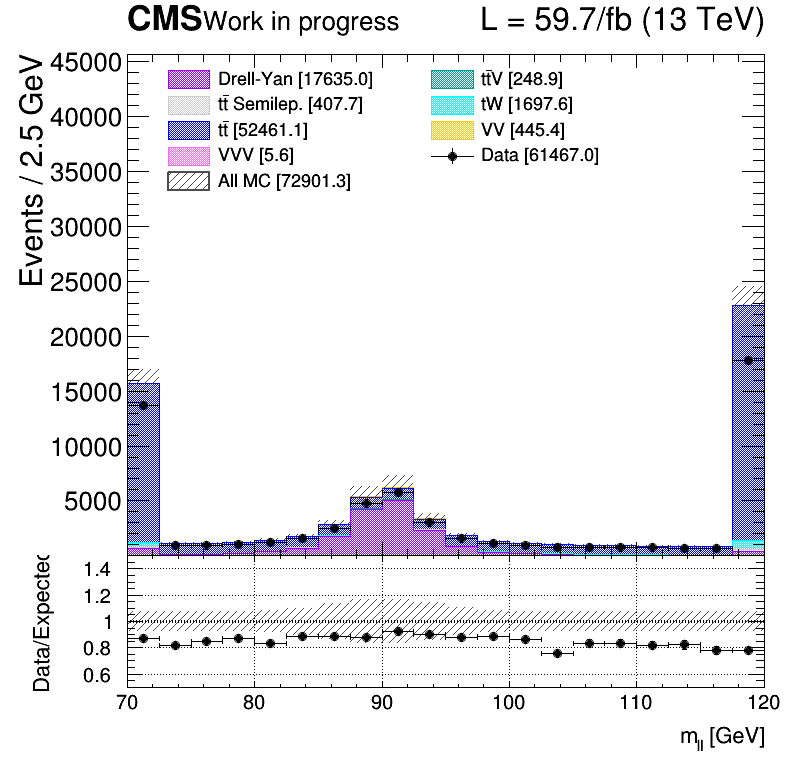 CMS Work in progress L = 59.7/fb (13 TeV)
Events / 2.5 GeV
45000
40000
35000
30000
25000
20000
15000
10000
5000
Drell-Yan [17635.0]
tt̄ Semilep. [407.7]
tt̄ [52461.1]
VVV [5.6]
All MC [72901.3]
tt̄V [248.9]
tW [1697.6]
VV [445.4]
Data [61467.0]
Data/Expected
1.4
1.2
1
0.8
0.6
70 80 90 100 110 120
m_ll [GeV]